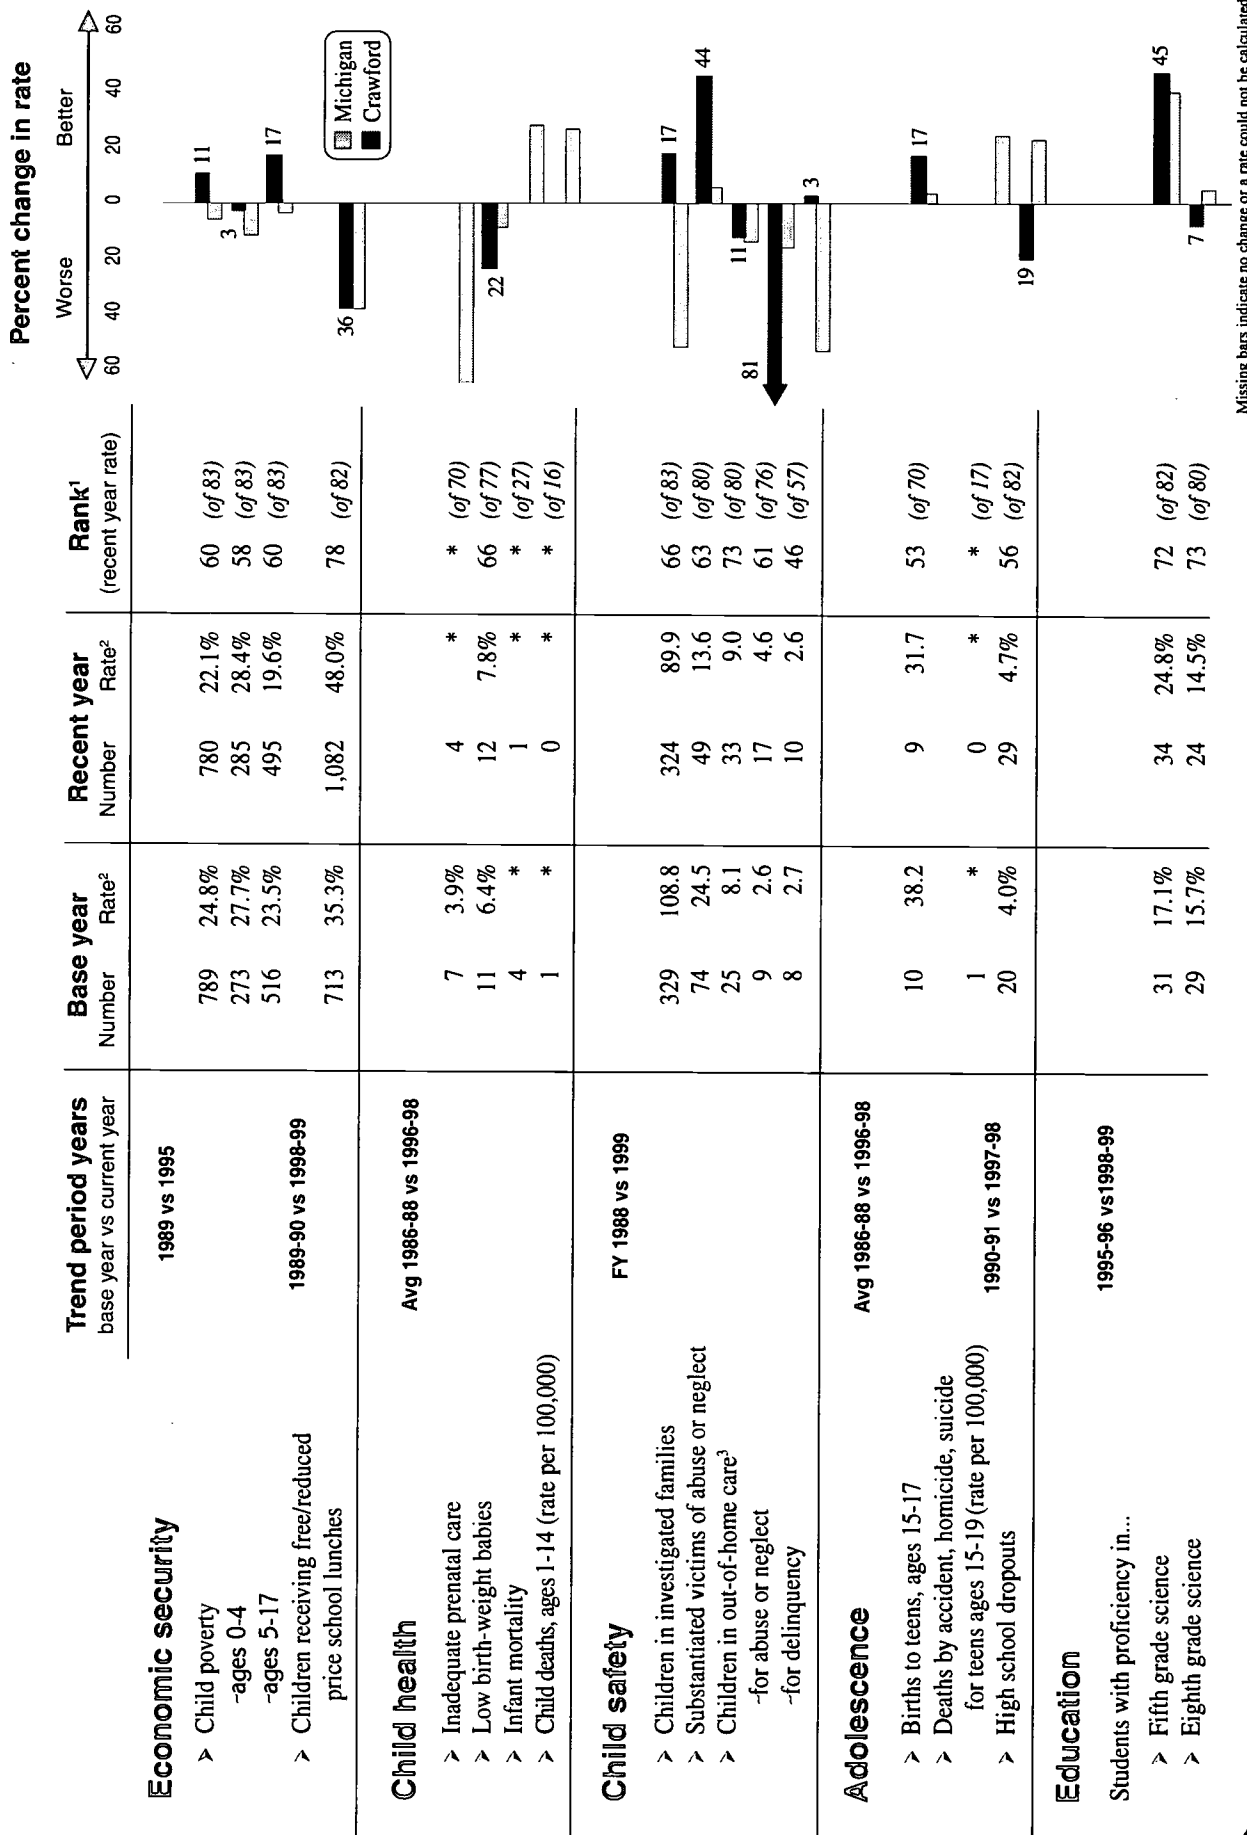 Trend period years Base year Recent year Rank¹ Percent change in rate
base year vs current year Number Rate² Number Rate² (recent year rate) Worse Better
60 40 20 0 20 40 60
Economic security
1989 vs 1995
➤ Child poverty 789 24.8% 780 22.1% 60 (of 83) 11
-ages 0-4 273 27.7% 285 28.4% 58 (of 83) 3
-ages 5-17 516 23.5% 495 19.6% 60 (of 83) 17
1989-90 vs 1998-99
➤ Children receiving free/reduced
price school lunches 713 35.3% 1,082 48.0% 78 (of 82) 36
Michigan
Crawford
Child health
Avg 1986-88 vs 1996-98
➤ Inadequate prenatal care 7 3.9% 4 * * (of 70)
➤ Low birth-weight babies 11 6.4% 12 7.8% 66 (of 77) 22
➤ Infant mortality 4 * 1 * * (of 27)
➤ Child deaths, ages 1-14 (rate per 100,000) 1 * 0 * * (of 16)
Child safety
FY 1988 vs 1999
➤ Children in investigated families 329 108.8 324 89.9 66 (of 83) 17
➤ Substantiated victims of abuse or neglect 74 24.5 49 13.6 63 (of 80) 44
➤ Children in out-of-home care³ 25 8.1 33 9.0 73 (of 80) 11
-for abuse or neglect 9 2.6 17 4.6 61 (of 76) 81
-for delinquency 8 2.7 10 2.6 46 (of 57) 3
Adolescence
Avg 1986-88 vs 1996-98
➤ Births to teens, ages 15-17 10 38.2 9 31.7 53 (of 70) 17
➤ Deaths by accident, homicide, suicide
for teens ages 15-19 (rate per 100,000) 1 * 0 * * (of 17)
1990-91 vs 1997-98
➤ High school dropouts 20 4.0% 29 4.7% 56 (of 82) 19
Education
1995-96 vs1998-99
Students with proficiency in...
➤ Fifth grade science 31 17.1% 34 24.8% 72 (of 82) 45
➤ Eighth grade science 29 15.7% 24 14.5% 73 (of 80) 7
Missing bars indicate no change or a rate could not be calculated